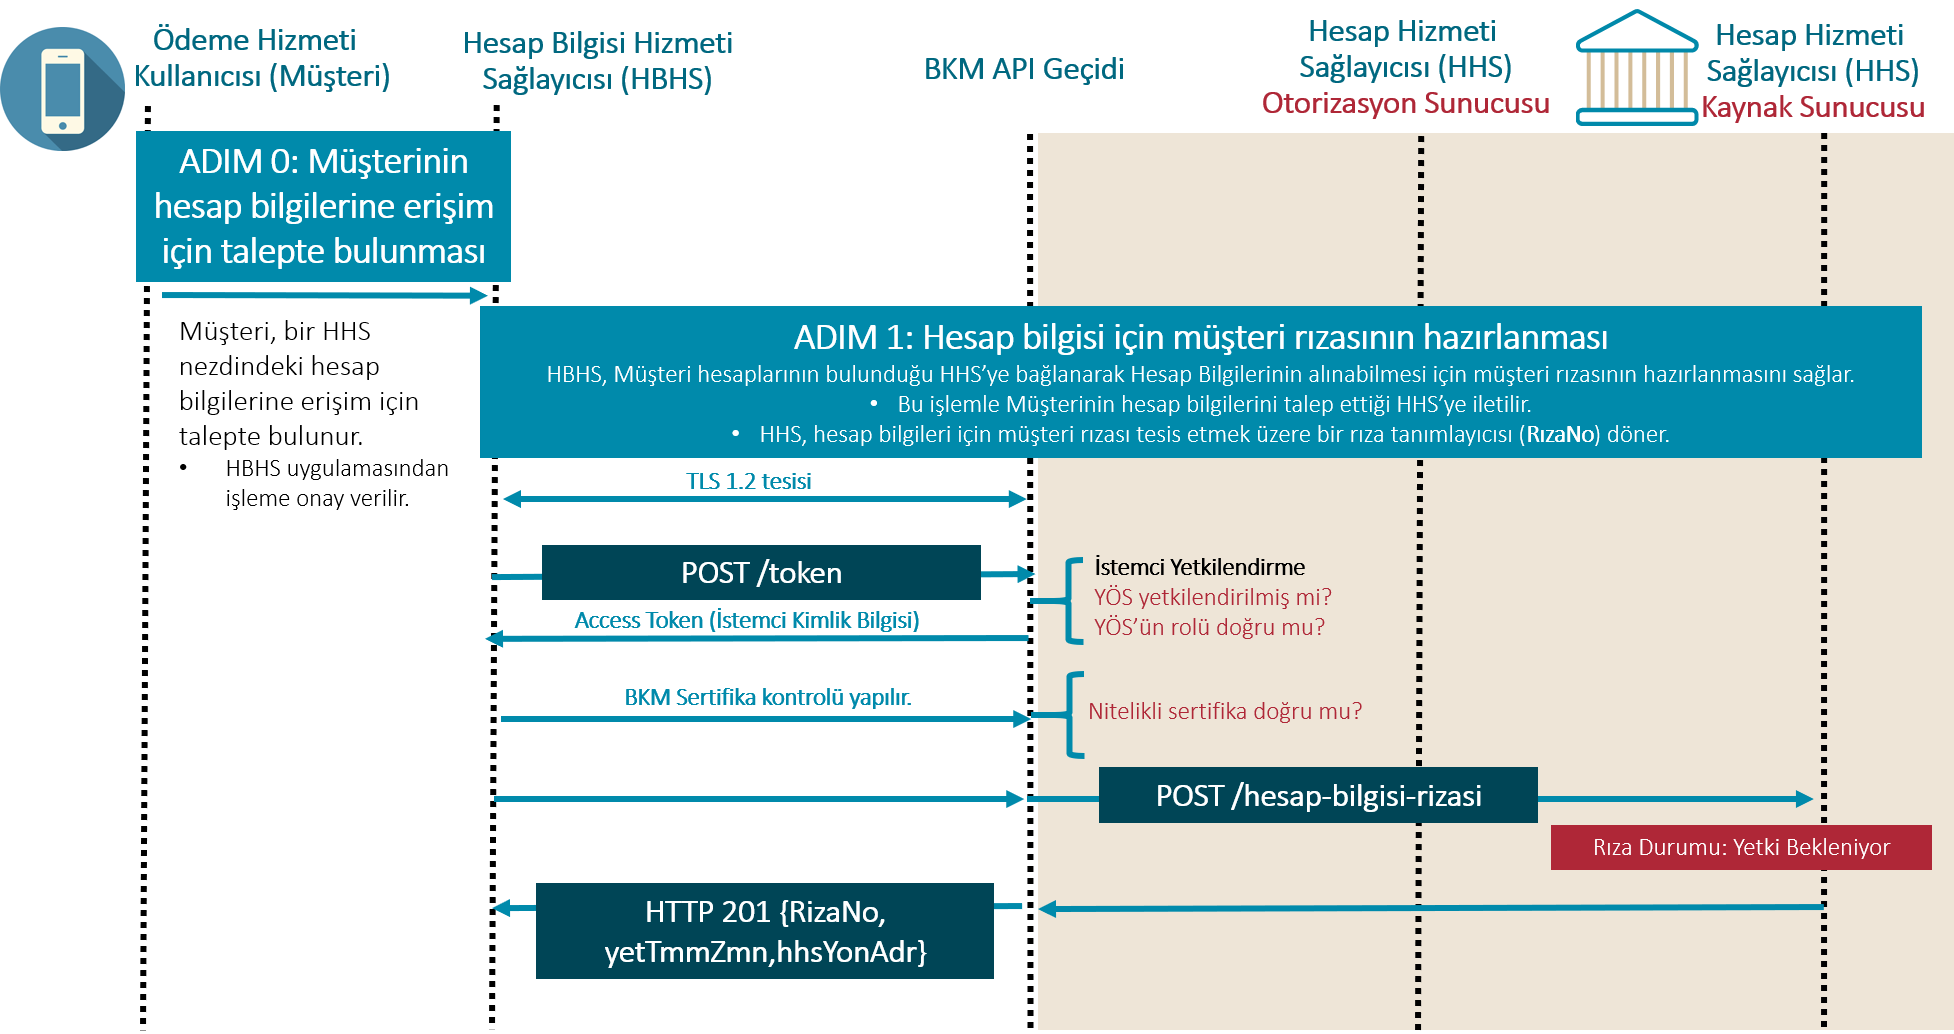 Ödeme Hizmeti
Kullanıcısı (Müşteri)
Hesap Bilgisi Hizmeti
Sağlayıcısı (HBHS)
BKM API Geçidi
Hesap Hizmeti
Sağlayıcısı (HHS)
Otorizasyon Sunucusu
Hesap Hizmeti
Sağlayıcısı (HHS)
Kaynak Sunucusu
ADIM 0: Müşterinin
hesap bilgilerine erişim
için talepte bulunması
Müşteri, bir HHS
nezdindeki hesap
bilgilerine erişim için
talepte bulunur.
• HBHS uygulamasından
işleme onay verilir.
ADIM 1: Hesap bilgisi için müşteri rızasının hazırlanması
HBHS, Müşteri hesaplarının bulunduğu HHS’ye bağlanarak Hesap Bilgilerinin alınabilmesi için müşteri rızasının hazırlanmasını sağlar.
• Bu işlemle Müşterinin hesap bilgilerini talep ettiği HHS’ye iletilir.
• HHS, hesap bilgileri için müşteri rızası tesis etmek üzere bir rıza tanımlayıcısı (RızaNo) döner.
TLS 1.2 tesisi
POST /token
İstemci Yetkilendirme
YÖS yetkilendirilmiş mi?
YÖS’ün rolü doğru mu?
Access Token (İstemci Kimlik Bilgisi)
BKM Sertifika kontrolü yapılır.
Nitelikli sertifika doğru mu?
POST /hesap-bilgisi-rizasi
Rıza Durumu: Yetki Bekleniyor
HTTP 201 {RizaNo,
yetTmmZmn,hhsYonAdr}